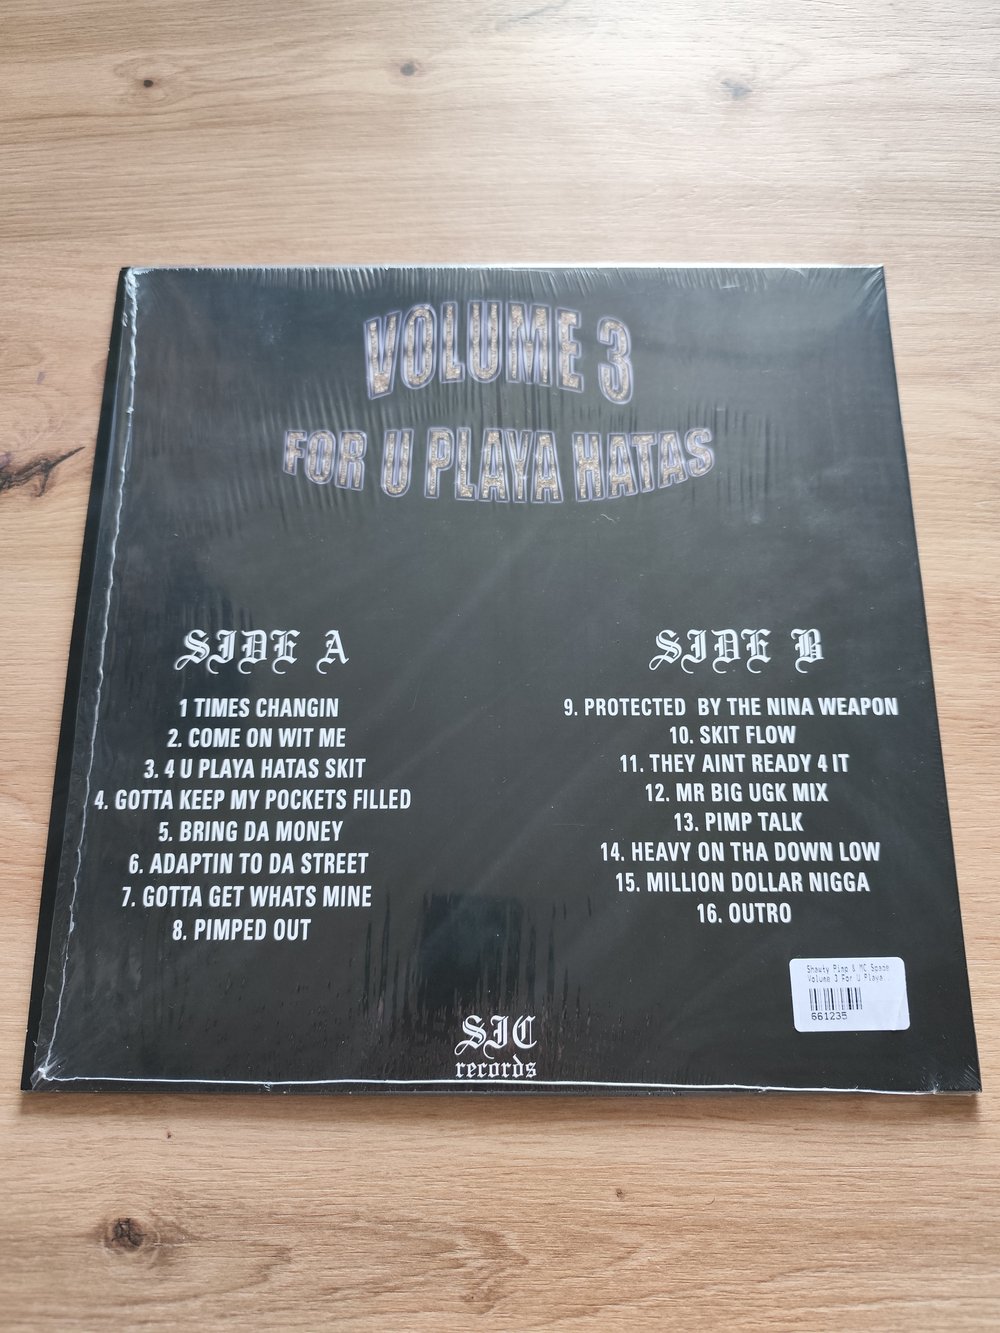 VOLUME 3
FOR U PLAYA HATAS
SIDE A
1 TIMES CHANGIN
2. COME ON WIT ME
3. 4 U PLAYA HATAS SKIT
4. GOTTA KEEP MY POCKETS FILLED
5. BRING DA MONEY
6. ADAPTIN TO DA STREET
7. GOTTA GET WHATS MINE
8. PIMPED OUT
SIDE B
9. PROTECTED BY THE NINA WEAPON
10. SKIT FLOW
11. THEY AINT READY 4 IT
12. MR BIG UGK MIX
13. PIMP TALK
14. HEAVY ON THA DOWN LOW
15. MILLION DOLLAR NIGGA
16. OUTRO
Shawty Pimp & MC Spade
Volume 3 For U Playa...
661235
SIC
records